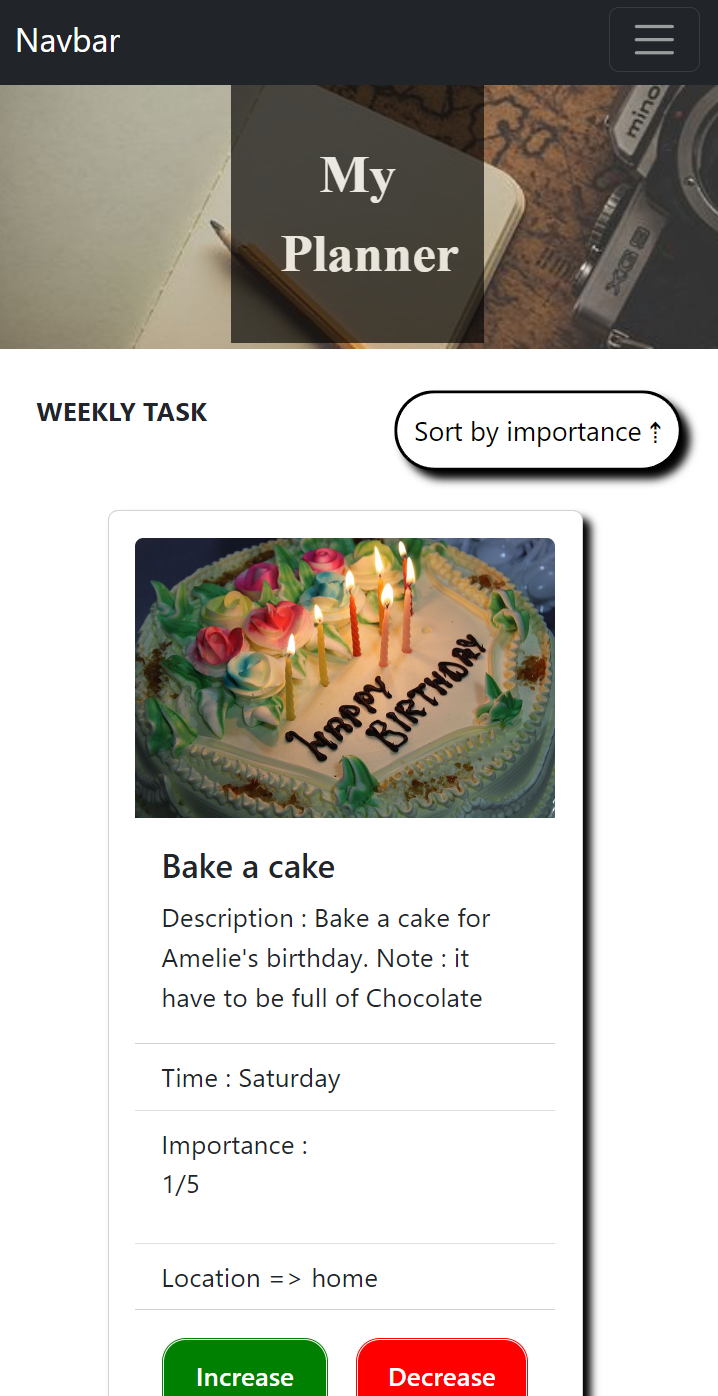 Navbar
My
Planner
WEEKLY TASK
Sort by importance ⇡
HAPPY
BIRTHDAY
Bake a cake
Description : Bake a cake for
Amelie's birthday. Note : it
have to be full of Chocolate
Time : Saturday
Importance :
1/5
Location => home
Increase
Decrease